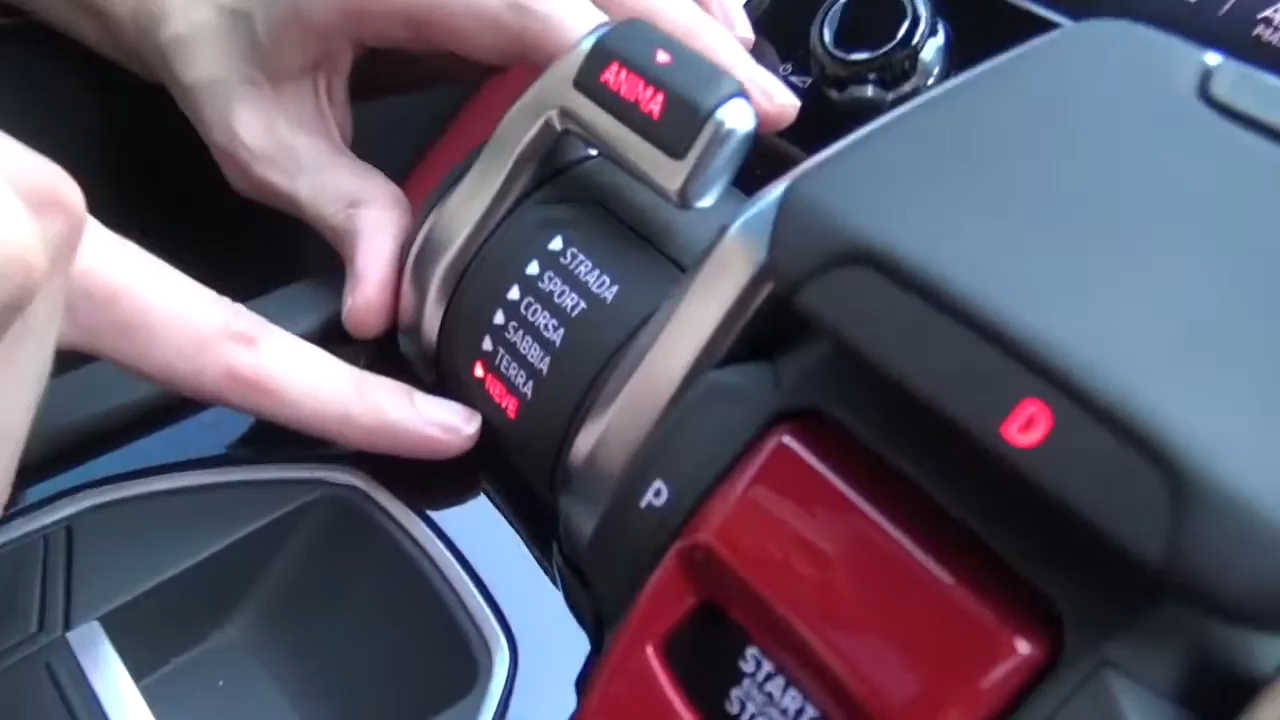 ANIMA
STRADA
SPORT
CORSA
SABBIA
TERRA
NEVE
D
P
START